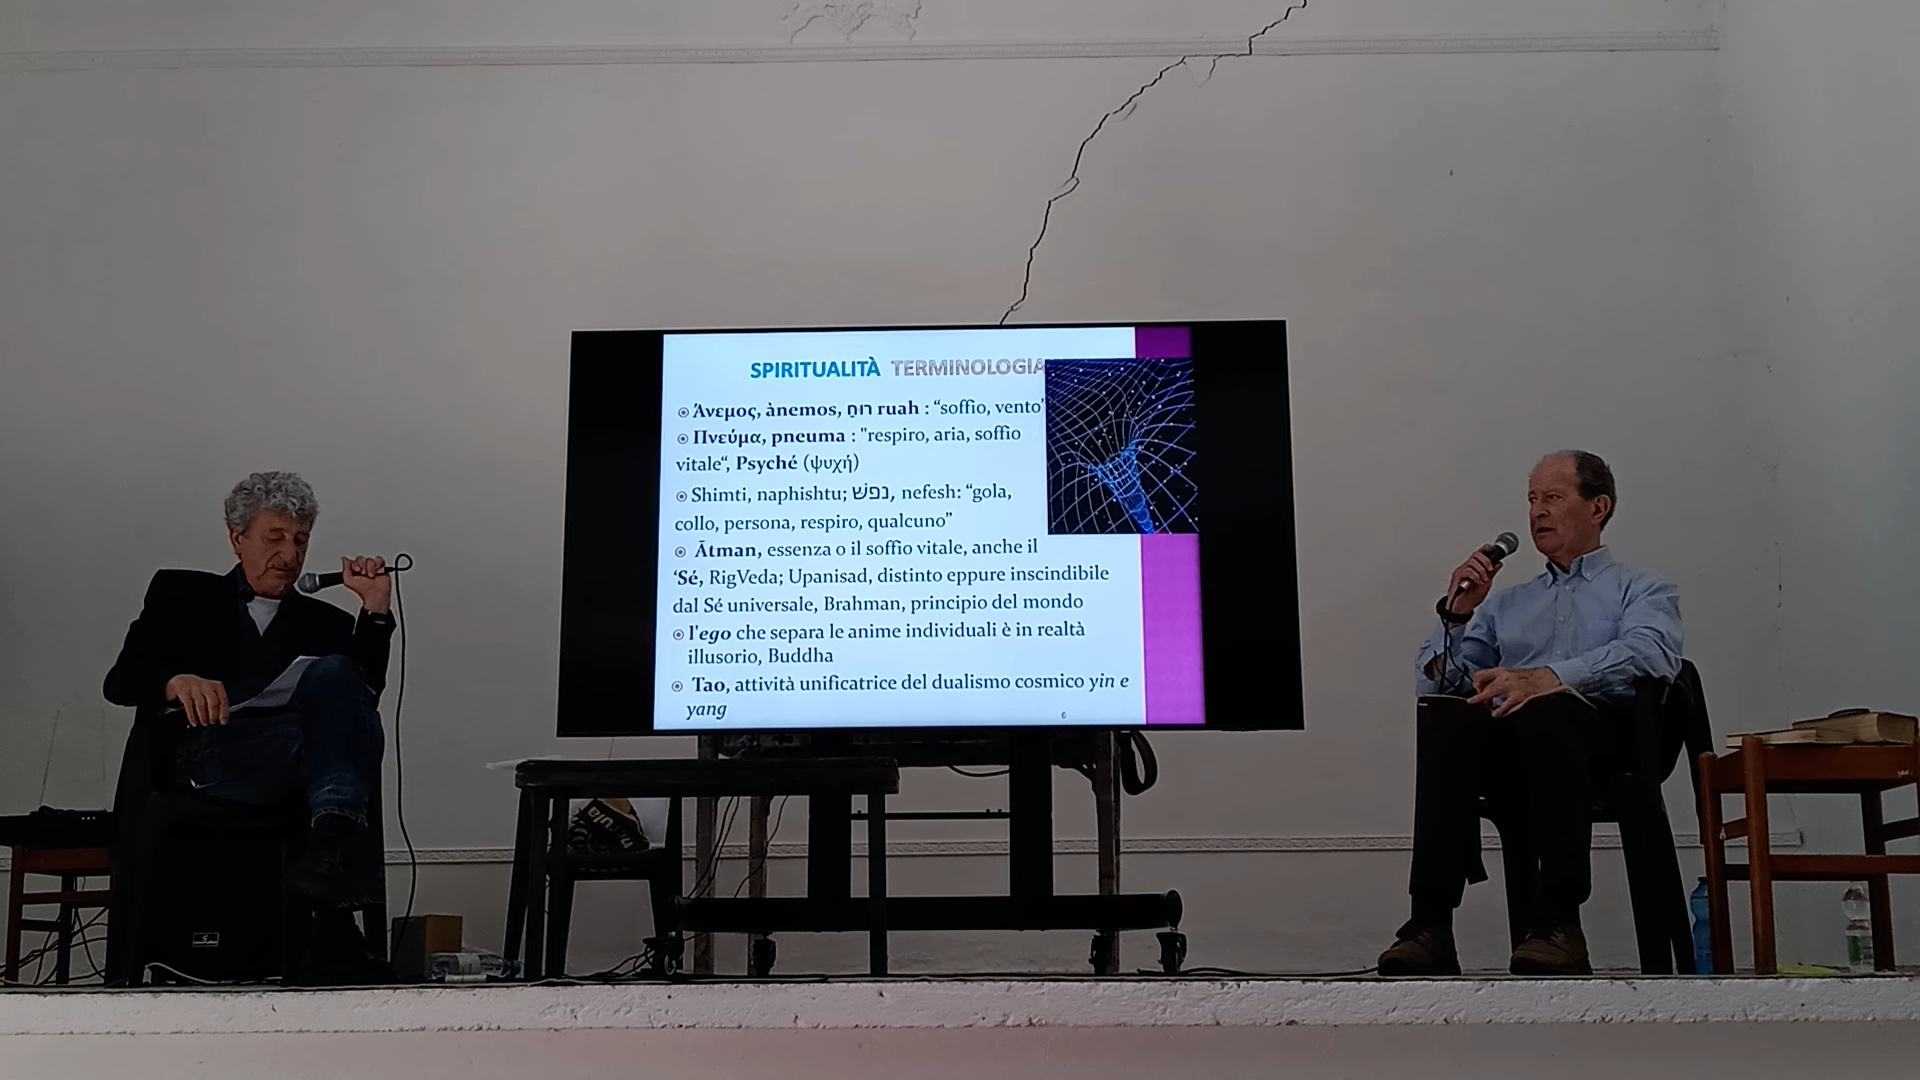 SPIRITUALITÀ TERMINOLOGIA
Ἄνεμος, ànemos, רוּחַ ruah : “soffio, vento”
Πνεύμα, pneuma : "respiro, aria, soffio
vitale“, Psyché (ψυχή)
Shimti, naphishtu; נפשׁ, nefesh: “gola,
collo, persona, respiro, qualcuno”
Ātman, essenza o il soffio vitale, anche il
‘Sé, RigVeda; Upanisad, distinto eppure inscindibile
dal Sé universale, Brahman, principio del mondo
l'ego che separa le anime individuali è in realtà
illusorio, Buddha
Tao, attività unificatrice del dualismo cosmico yin e
yang
6